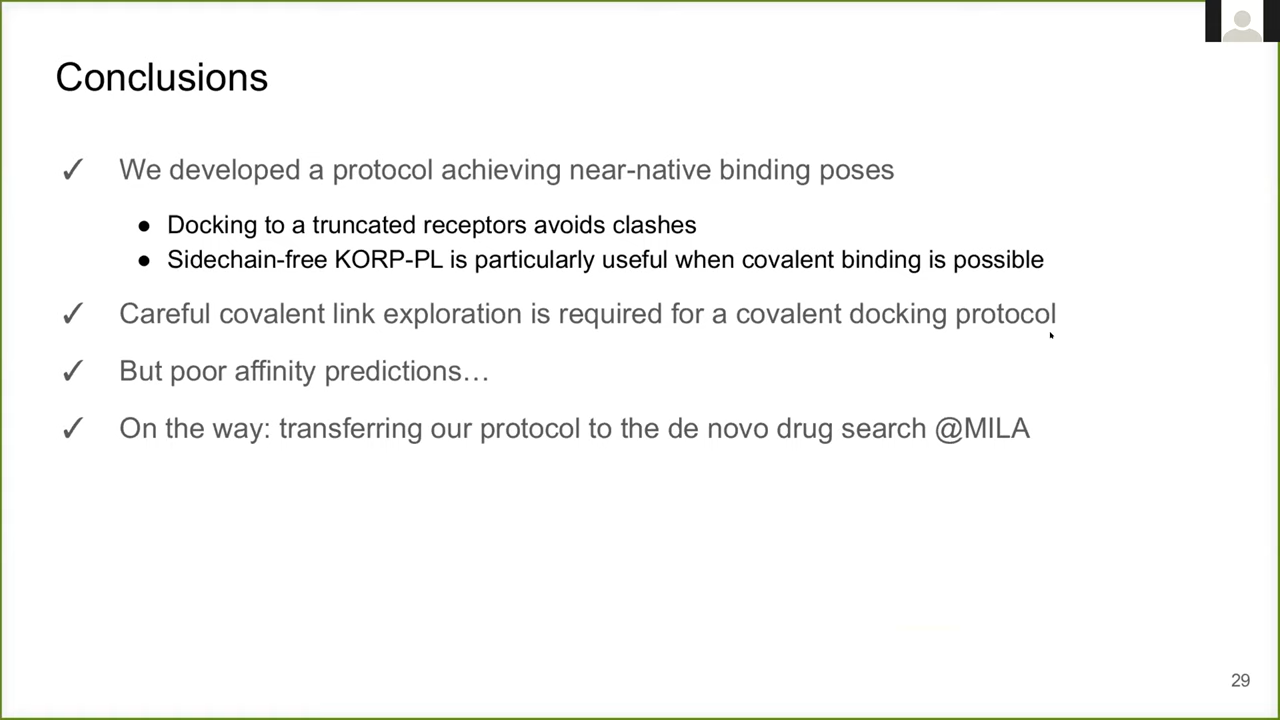 Conclusions
✓ We developed a protocol achieving near-native binding poses
● Docking to a truncated receptors avoids clashes
● Sidechain-free KORP-PL is particularly useful when covalent binding is possible
✓ Careful covalent link exploration is required for a covalent docking protocol
✓ But poor affinity predictions…
✓ On the way: transferring our protocol to the de novo drug search @MILA
29